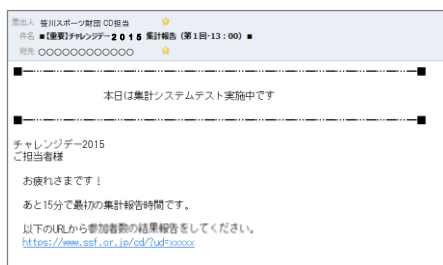 差出人 笹川スポーツ財団 CD担当
件名 ■【重要】チャレンジデー2015 集計報告（第1回・13：00）■
宛先 ○○○○○○○○○○○○
■―…―…―…―…―…―…―…―…―…―…―■
本日は集計システムテスト実施中です
■―…―…―…―…―…―…―…―…―…―…―■
チャレンジデー2015
ご担当者様
お疲れさまです！
あと15分で最初の集計報告時間です。
以下のURLから参加者数の結果報告をしてください。
https://www.ssf.or.jp/cd/?ud=xxxxx